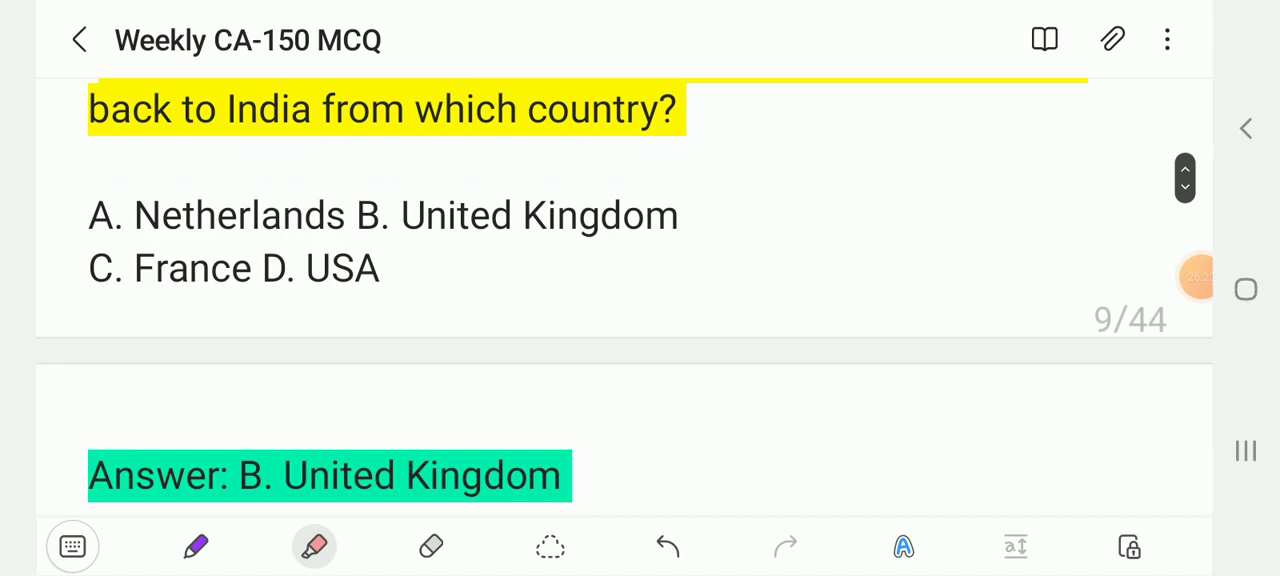 Weekly CA-150 MCQ
back to India from which country?
A. Netherlands B. United Kingdom
C. France D. USA
9/44
Answer: B. United Kingdom